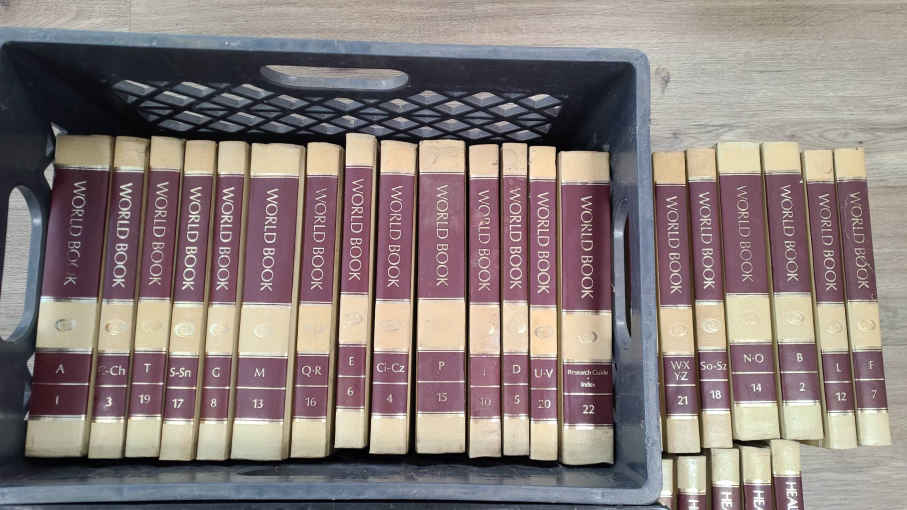 WORLD BOOK
A
1
WORLD BOOK
C-Ch
3
WORLD BOOK
T
19
WORLD BOOK
S-Sn
17
WORLD BOOK
G
8
WORLD BOOK
M
13
WORLD BOOK
Q-R
16
WORLD BOOK
E
6
WORLD BOOK
Ci-Cz
4
WORLD BOOK
P
15
WORLD BOOK
I
10
WORLD BOOK
D
5
WORLD BOOK
U-V
20
WORLD BOOK
Research Guide
Index
22
WORLD BOOK
WX
Y-Z
21
WORLD BOOK
So-Sz
18
WORLD BOOK
N-O
14
WORLD BOOK
B
2
WORLD BOOK
L
12
WORLD BOOK
F
7
HEAL
HEAL